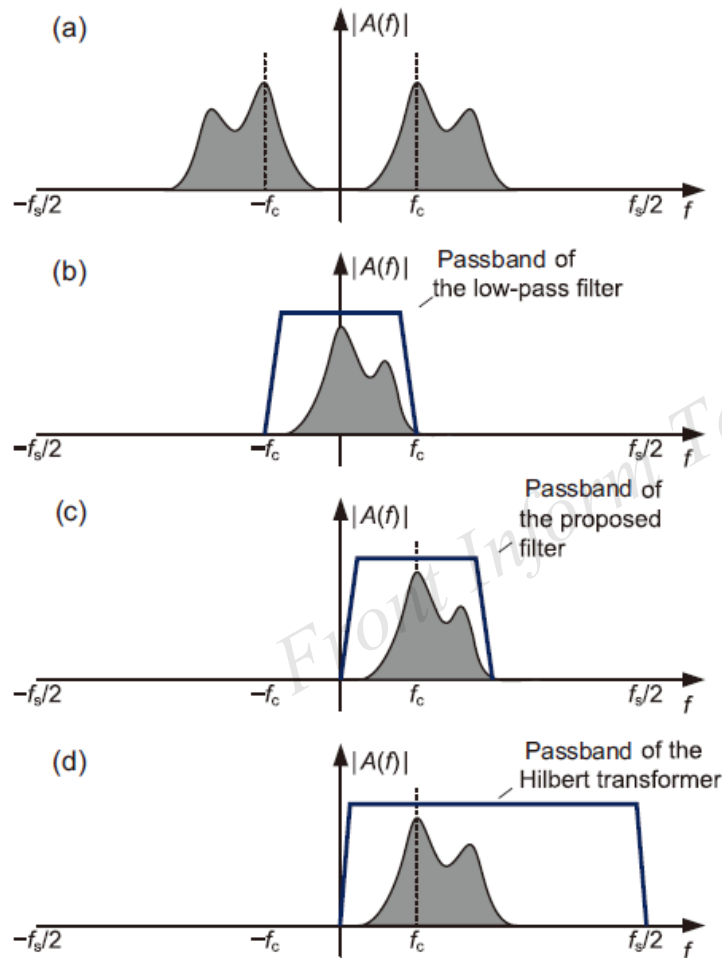 (a)
|A(f)|
−fs/2
−fc
fc
fs/2
f
(b)
|A(f)|
Passband of
the low-pass filter
−fs/2
−fc
fc
fs/2
f
(c)
|A(f)|
Passband of
the proposed
filter
−fs/2
−fc
fc
fs/2
f
(d)
|A(f)|
Passband of the
Hilbert transformer
−fs/2
−fc
fc
fs/2
f
Front Inform